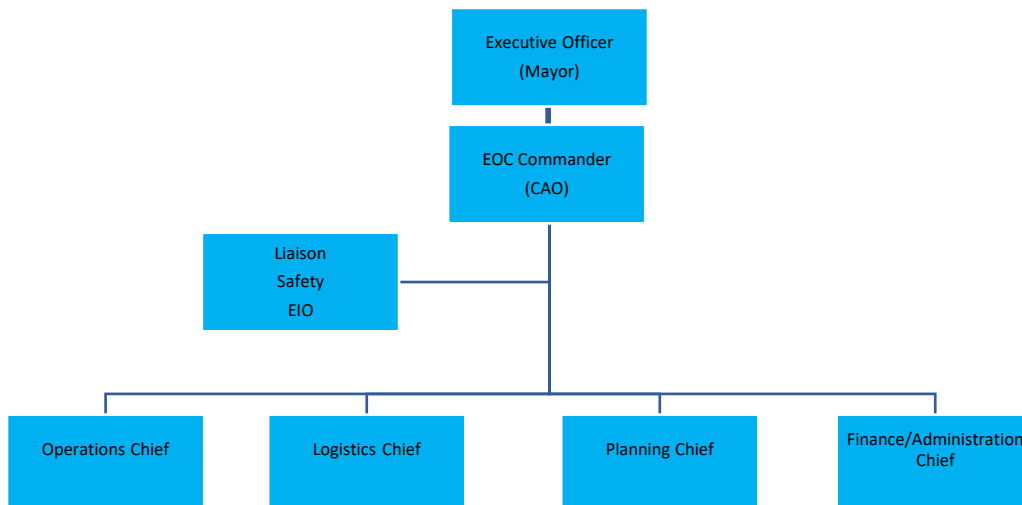 Executive Officer
(Mayor)
EOC Commander
(CAO)
Liaison
Safety
EIO
Operations Chief
Logistics Chief
Planning Chief
Finance/Administration
Chief